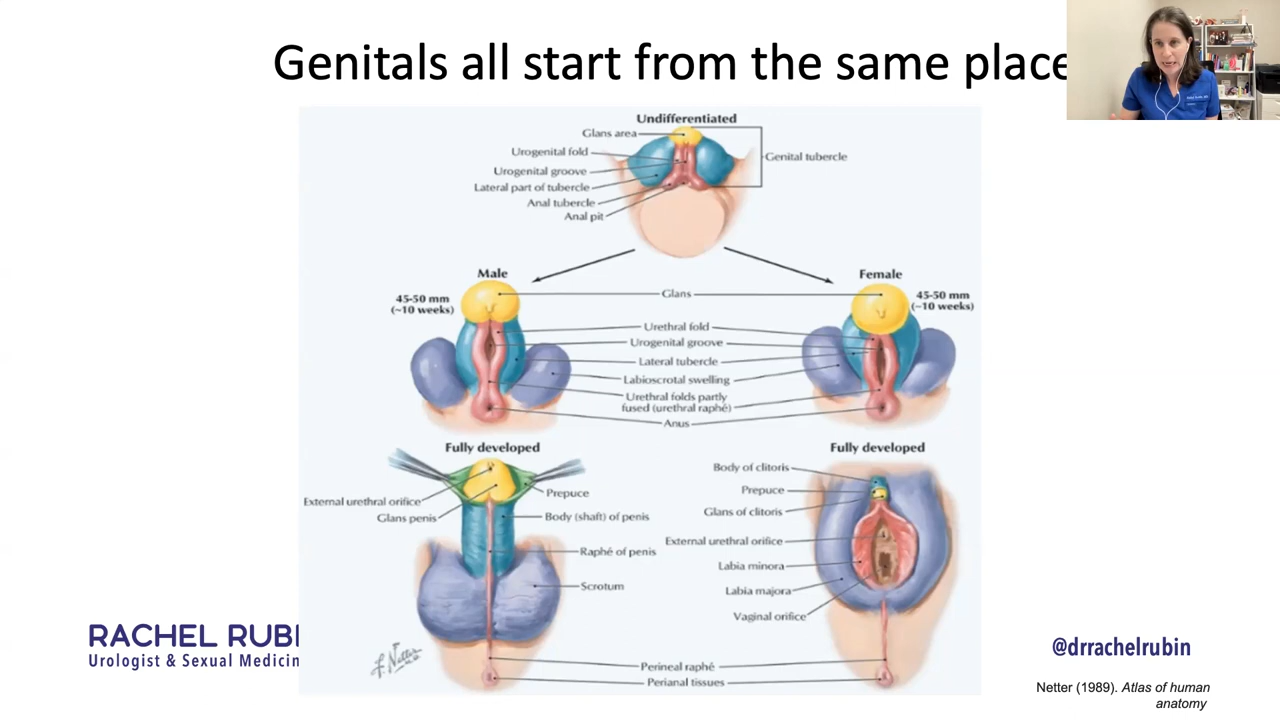 Genitals all start from the same place
Undifferentiated
Glans area
Urogenital fold
Urogenital groove
Lateral part of tubercle
Anal tubercle
Anal pit
Genital tubercle
Male
Female
45-50 mm
(~10 weeks)
45-50 mm
(~10 weeks)
Glans
Urethral fold
Urogenital groove
Lateral tubercle
Labioscrotal swelling
Urethral folds partly
fused (urethral raphé)
Anus
Fully developed
External urethral orifice
Glans penis
Prepuce
Body (shaft) of penis
Raphé of penis
Scrotum
Fully developed
Body of clitoris
Prepuce
Glans of clitoris
External urethral orifice
Labia minora
Labia majora
Vaginal orifice
Perineal raphé
Perianal tissues
F. Netter
RACHEL RUBI
Urologist & Sexual Medicin
@drrachelrubin
Netter (1989). Atlas of human
anatomy